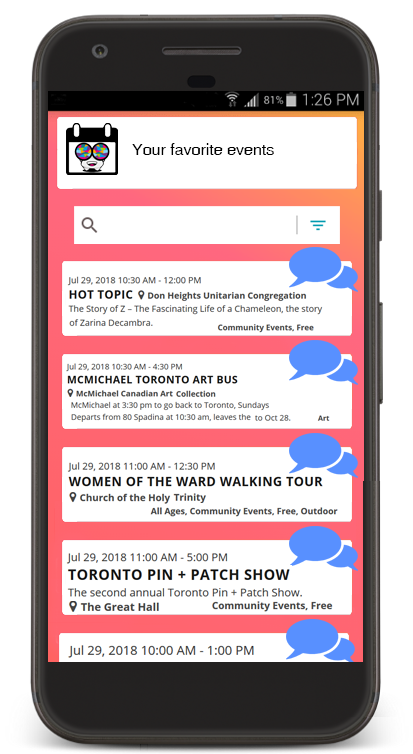 81% 1:26 PM
Your favorite events
Jul 29, 2018 10:30 AM - 12:00 PM
HOT TOPIC Don Heights Unitarian Congregation
The Story of Z – The Fascinating Life of a Chameleon, the story
of Zarina Decambra.
Community Events, Free
Jul 29, 2018 10:30 AM - 4:30 PM
MCMICHAEL TORONTO ART BUS
McMichael Canadian Art Collection
McMichael at 3:30 pm to go back to Toronto, Sundays
Departs from 80 Spadina at 10:30 am, leaves the to Oct 28.
Art
Jul 29, 2018 11:00 AM - 12:30 PM
WOMEN OF THE WARD WALKING TOUR
Church of the Holy Trinity
All Ages, Community Events, Free, Outdoor
Jul 29, 2018 11:00 AM - 5:00 PM
TORONTO PIN + PATCH SHOW
The second annual Toronto Pin + Patch Show.
The Great Hall Community Events, Free
Jul 29, 2018 10:00 AM - 1:00 PM